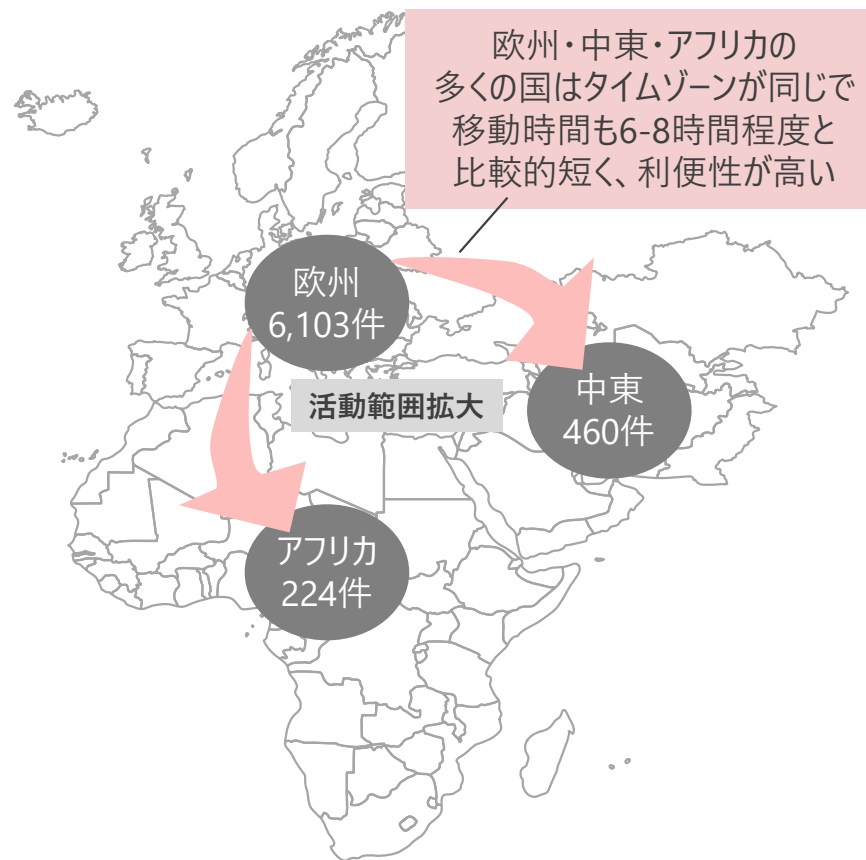 欧州・中東・アフリカの
多くの国はタイムゾーンが同じで
移動時間も6-8時間程度と
比較的短く、利便性が高い
欧州
6,103件
活動範囲拡大
中東
460件
アフリカ
224件